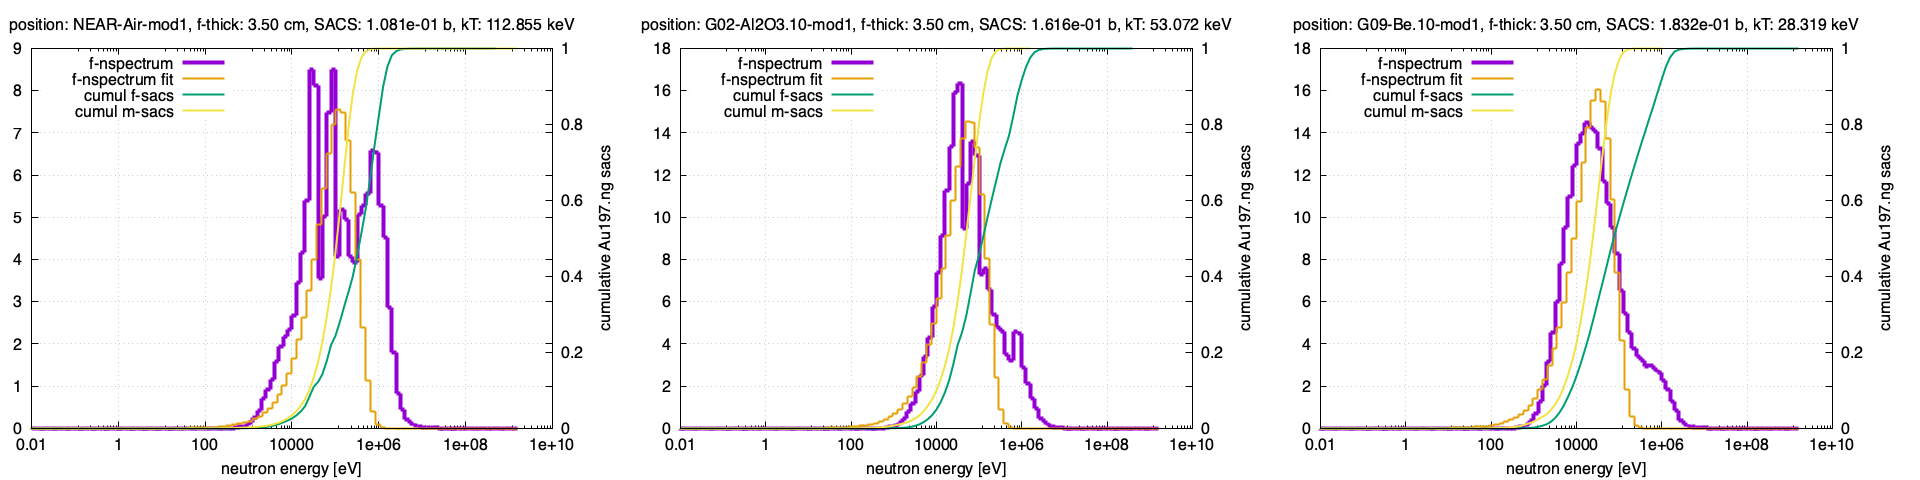 position: NEAR-Air-mod1, f-thick: 3.50 cm, SACS: 1.081e-01 b, kT: 112.855 keV
f-nspectrum
f-nspectrum fit
cumul f-sacs
cumul m-sacs
9
8
7
6
5
4
3
2
1
0
1
0.8
0.6
0.4
0.2
0
cumulative Au197.ng sacs
0.01 1 100 10000 1e+06 1e+08 1e+10
neutron energy [eV]
position: G02-Al2O3.10-mod1, f-thick: 3.50 cm, SACS: 1.616e-01 b, kT: 53.072 keV
f-nspectrum
f-nspectrum fit
cumul f-sacs
cumul m-sacs
18
16
14
12
10
8
6
4
2
0
1
0.8
0.6
0.4
0.2
0
cumulative Au197.ng sacs
0.01 1 100 10000 1e+06 1e+08 1e+10
neutron energy [eV]
position: G09-Be.10-mod1, f-thick: 3.50 cm, SACS: 1.832e-01 b, kT: 28.319 keV
f-nspectrum
f-nspectrum fit
cumul f-sacs
cumul m-sacs
18
16
14
12
10
8
6
4
2
0
1
0.8
0.6
0.4
0.2
0
cumulative Au197.ng sacs
0.01 1 100 10000 1e+06 1e+08 1e+10
neutron energy [eV]